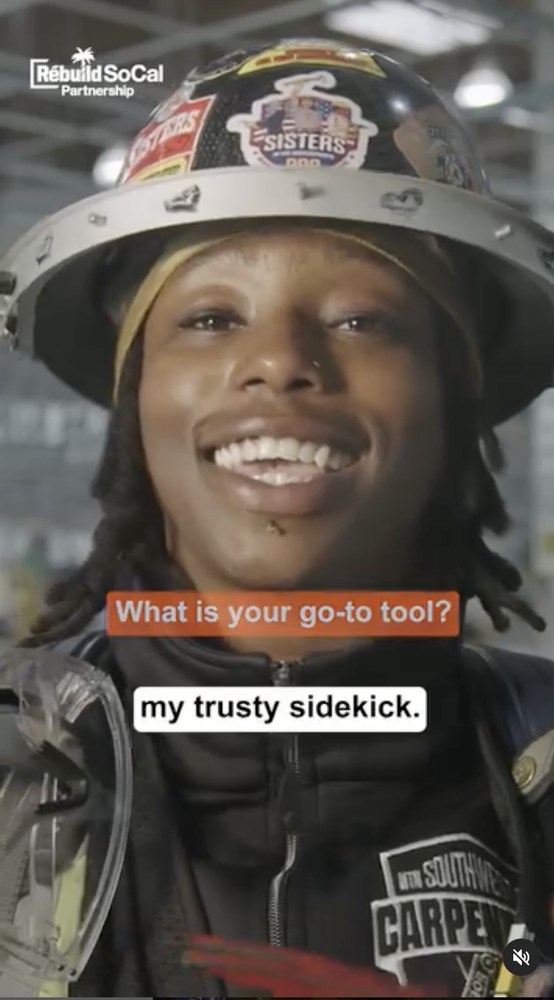 RebuildSoCal
Partnership
SISTERS
SISTERS
What is your go-to tool?
my trusty sidekick.
SOUTHWEST
CARPEN